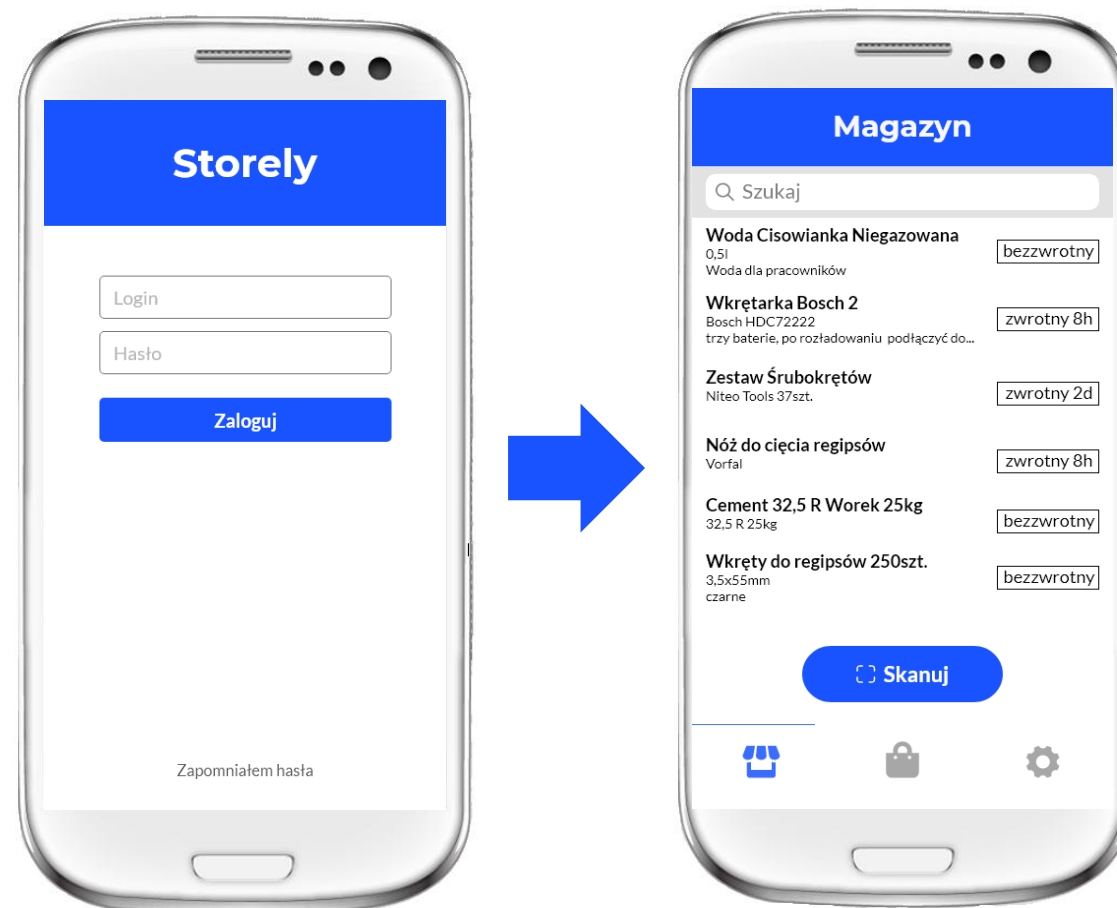 Storely
Login
Hasło
Zaloguj
Zapomniałem hasła
Magazyn
Szukaj
Woda Cisowianka Niegazowana
0,5l
Woda dla pracowników
bezzwrotny
Wkrętarka Bosch 2
Bosch HDC72222
trzy baterie, po rozładowaniu podłączyć do...
zwrotny 8h
Zestaw Śrubokrętów
Niteo Tools 37szt.
zwrotny 2d
Nóż do cięcia regipsów
Vorfal
zwrotny 8h
Cement 32,5 R Worek 25kg
32,5 R 25kg
bezzwrotny
Wkręty do regipsów 250szt.
3,5x55mm
czarne
bezzwrotny
Skanuj